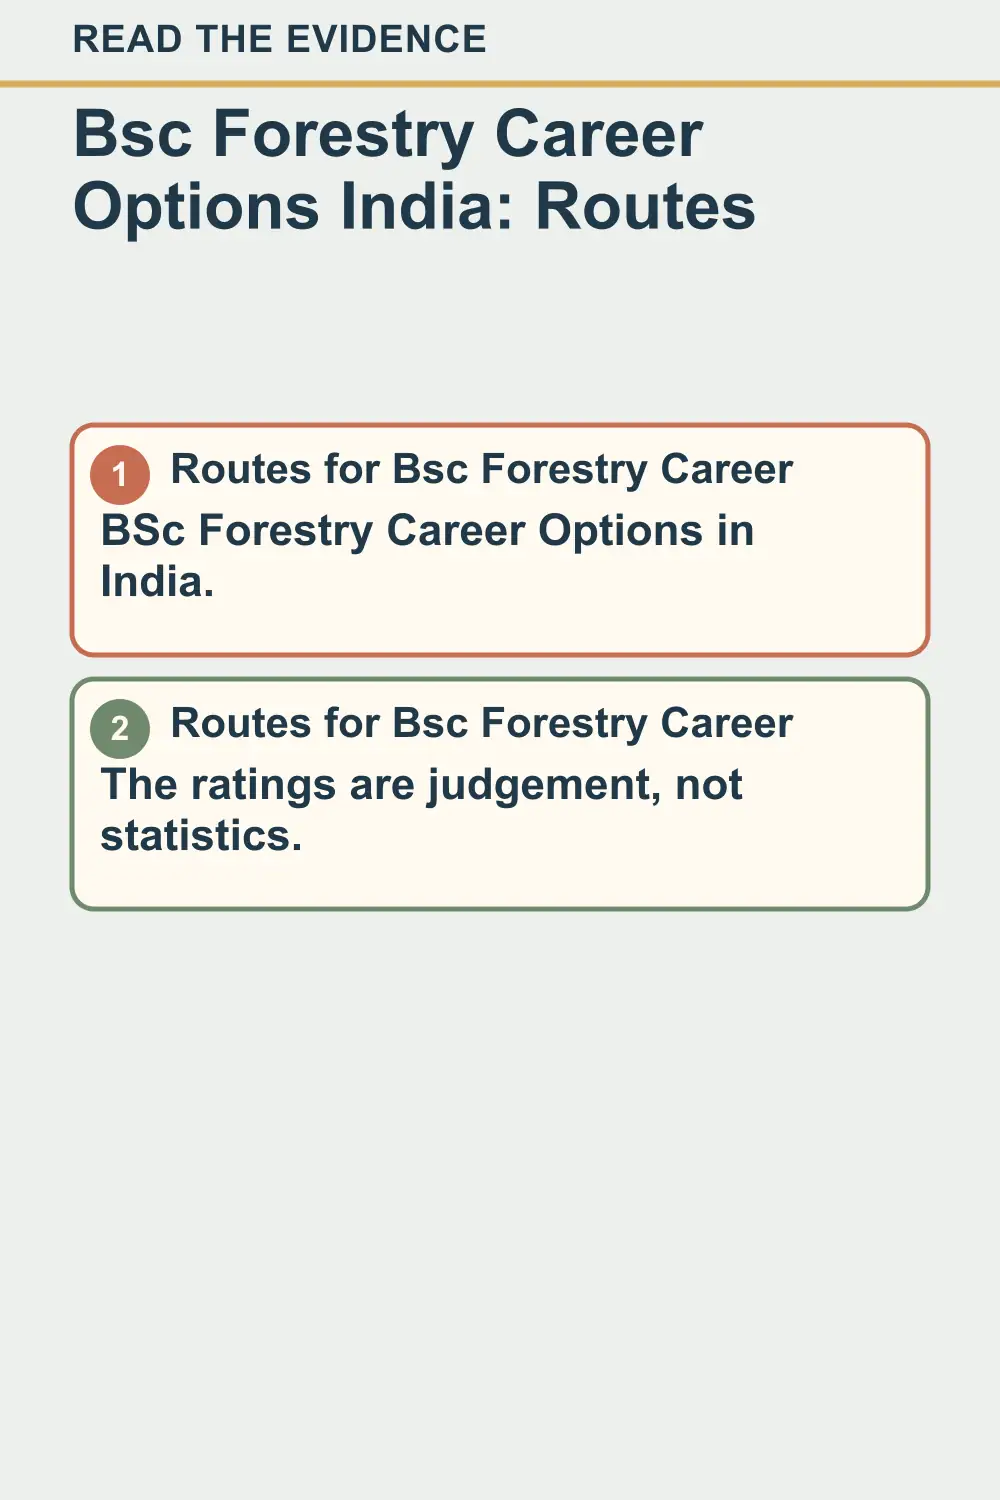 READ THE EVIDENCE
Bsc Forestry Career
Options India: Routes
1 Routes for Bsc Forestry Career
BSc Forestry Career Options in
India.
2 Routes for Bsc Forestry Career
The ratings are judgement, not
statistics.